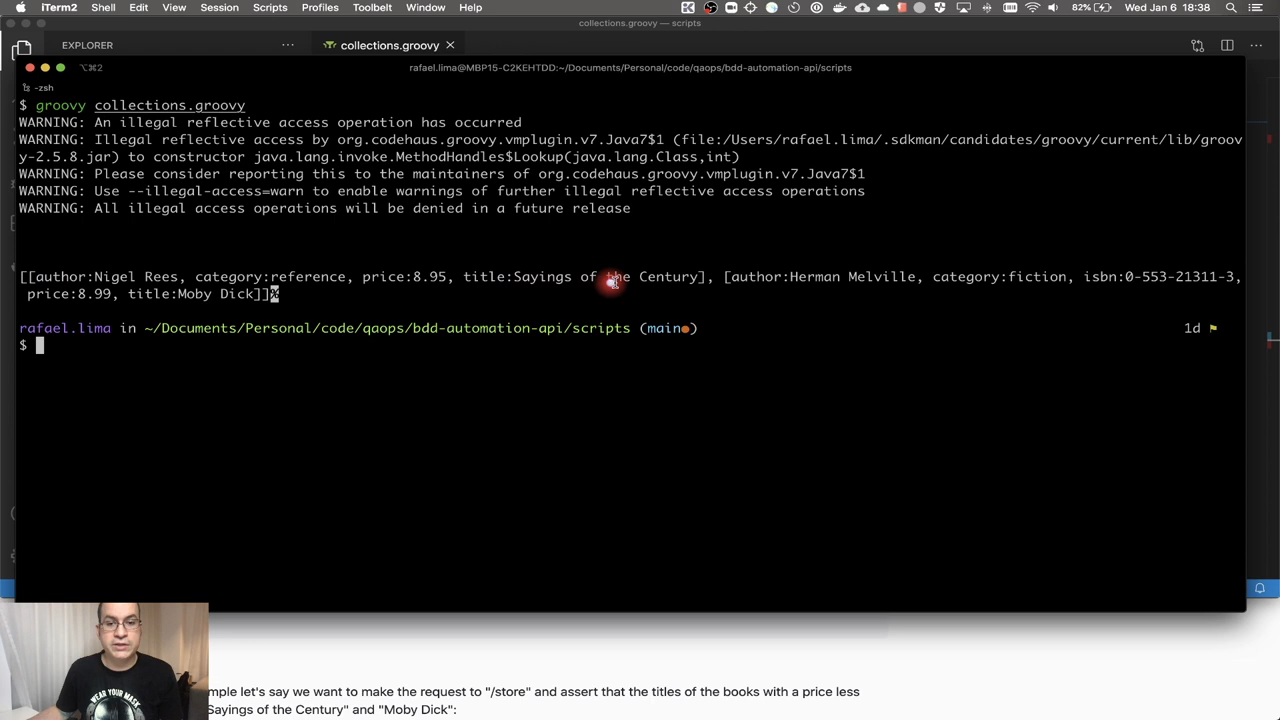 iTerm2 Shell Edit View Session Scripts Profiles Toolbelt Window Help 82% Wed Jan 6 18:38
collections.groovy — scripts
EXPLORER ··· collections.groovy
⌥⌘2 rafael.lima@MBP15-C2KEHTDD:~/Documents/Personal/code/qaops/bdd-automation-api/scripts
-zsh
$ groovy collections.groovy
WARNING: An illegal reflective access operation has occurred
WARNING: Illegal reflective access by org.codehaus.groovy.vmplugin.v7.Java7$1 (file:/Users/rafael.lima/.sdkman/candidates/groovy/current/lib/groov
y-2.5.8.jar) to constructor java.lang.invoke.MethodHandles$Lookup(java.lang.Class,int)
WARNING: Please consider reporting this to the maintainers of org.codehaus.groovy.vmplugin.v7.Java7$1
WARNING: Use --illegal-access=warn to enable warnings of further illegal reflective access operations
WARNING: All illegal access operations will be denied in a future release
[[author:Nigel Rees, category:reference, price:8.95, title:Sayings of the Century], [author:Herman Melville, category:fiction, isbn:0-553-21311-3,
price:8.99, title:Moby Dick]]%
rafael.lima in ~/Documents/Personal/code/qaops/bdd-automation-api/scripts (main●) 1d
$
WEAR YOUR MASK
mple let's say we want to make the request to "/store" and assert that the titles of the books with a price less
Sayings of the Century" and "Moby Dick":